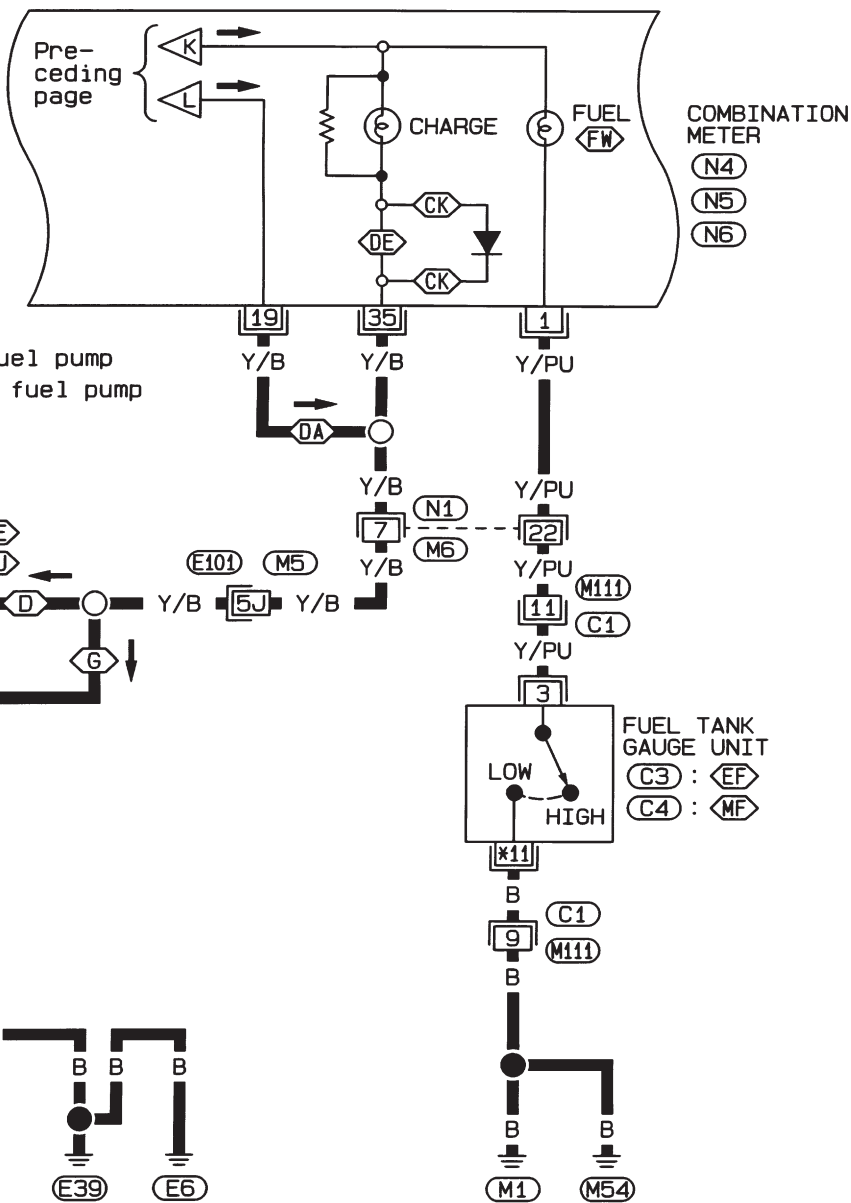 Pre-
ceding
page
K
L
CHARGE
FUEL
FW
COMBINATION
METER
N4
N5
N6
CK
DE
CK
19
35
1
Y/B
Y/B
Y/PU
uel pump
fuel pump
DA
Y/B
Y/PU
N1
7
22
M6
Y/B
Y/PU
E101
M5
D
Y/B
5J
Y/B
M111
11
C1
G
Y/PU
3
FUEL TANK
GAUGE UNIT
C3 : EF
C4 : MF
LOW
HIGH
*11
B
C1
9
M111
B
B
B
B
B
B
E39
E6
M1
M54